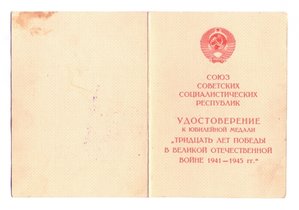 СОЮЗ
СОВЕТСКИХ
СОЦИАЛИСТИЧЕСКИХ
РЕСПУБЛИК
УДОСТОВЕРЕНИЕ
К ЮБИЛЕЙНОЙ МЕДАЛИ
"ТРИДЦАТЬ ЛЕТ ПОБЕДЫ
В ВЕЛИКОЙ ОТЕЧЕСТВЕННОЙ
ВОЙНЕ 1941—1945 гг."